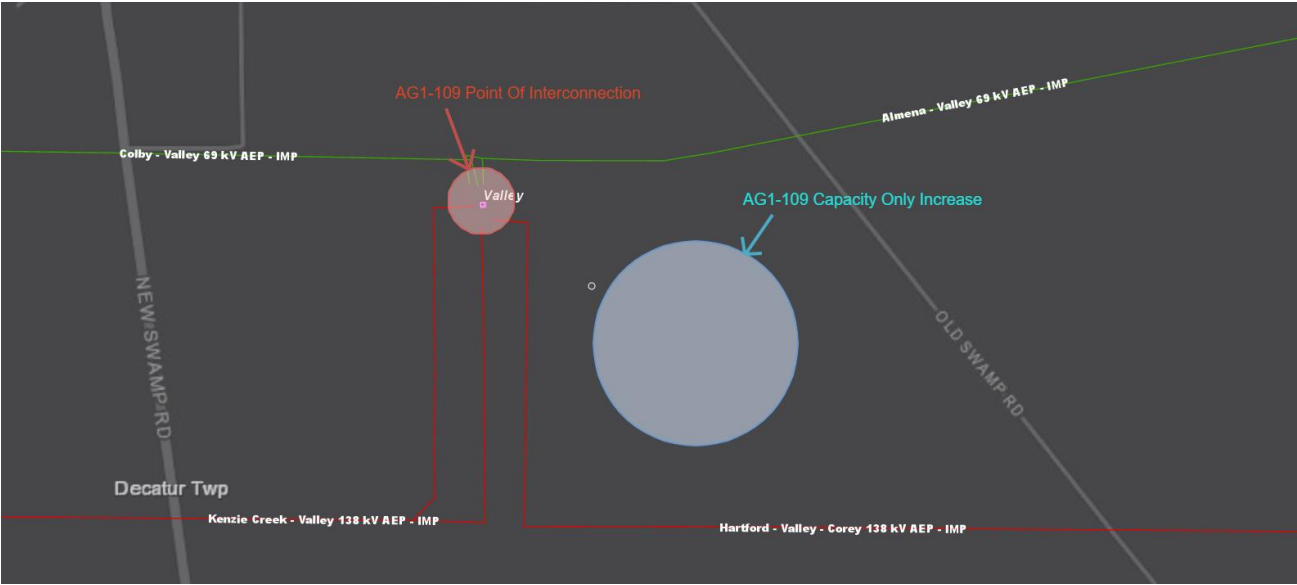 AG1-109 Point Of Interconnection
Almena - Valley 69 kV AEP - IMP
Colby - Valley 69 kV AEP - IMP
Valley
AG1-109 Capacity Only Increase
NEW SWAMP RD
OLD SWAMP RD
Decatur Twp
Kenzie Creek - Valley 138 kV AEP - IMP
Hartford - Valley - Corey 138 kV AEP - IMP